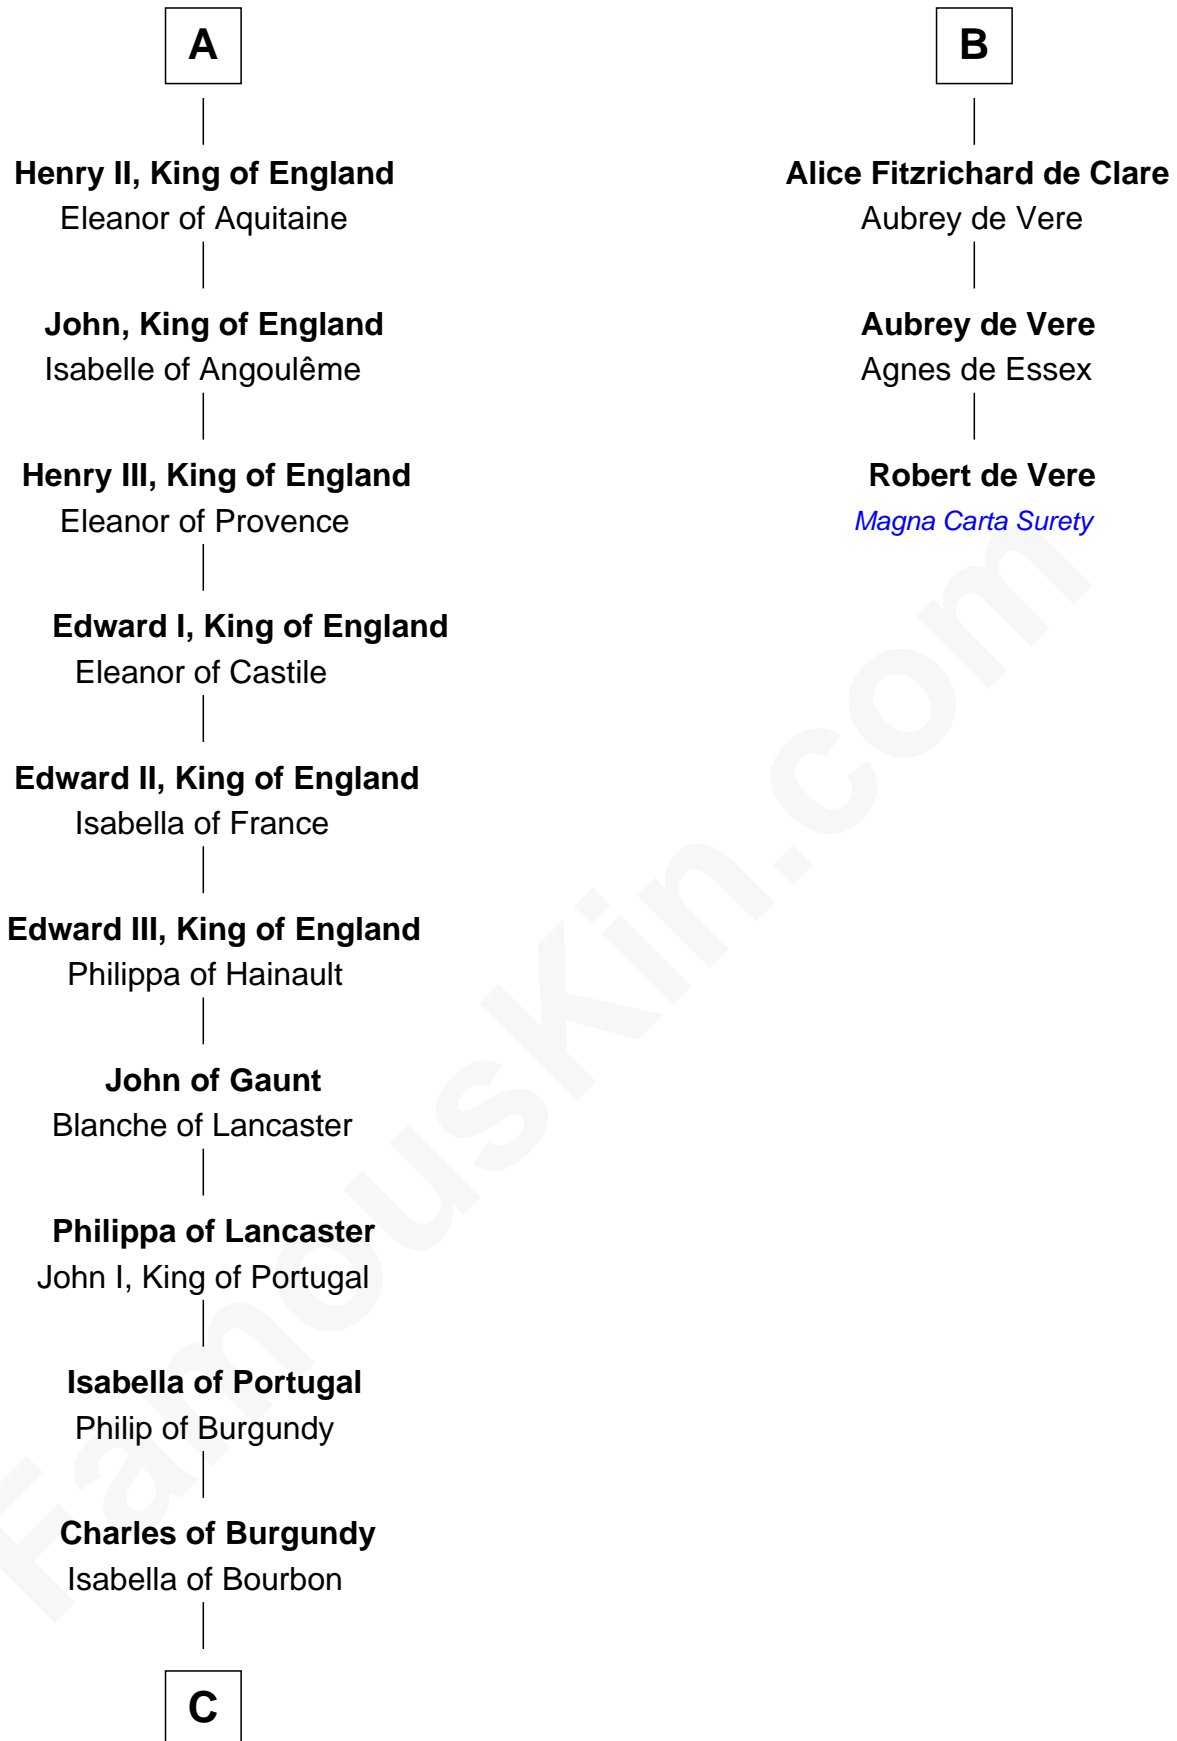 A
Henry II, King of England
Eleanor of Aquitaine
John, King of England
Isabelle of Angoulême
Henry III, King of England
Eleanor of Provence
Edward I, King of England
Eleanor of Castile
Edward II, King of England
Isabella of France
Edward III, King of England
Philippa of Hainault
John of Gaunt
Blanche of Lancaster
Philippa of Lancaster
John I, King of Portugal
Isabella of Portugal
Philip of Burgundy
Charles of Burgundy
Isabella of Bourbon
C
B
Alice Fitzrichard de Clare
Aubrey de Vere
Aubrey de Vere
Agnes de Essex
Robert de Vere
Magna Carta Surety
FamousKin.com